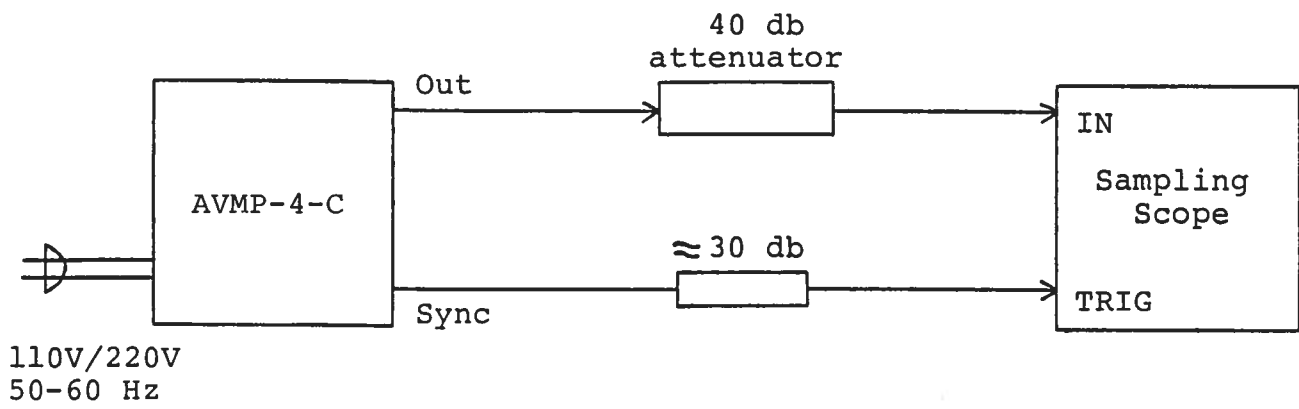 40 db
attenuator
Out
IN
AVMP-4-C
Sampling
Scope
≈ 30 db
Sync
TRIG
110V/220V
50-60 Hz